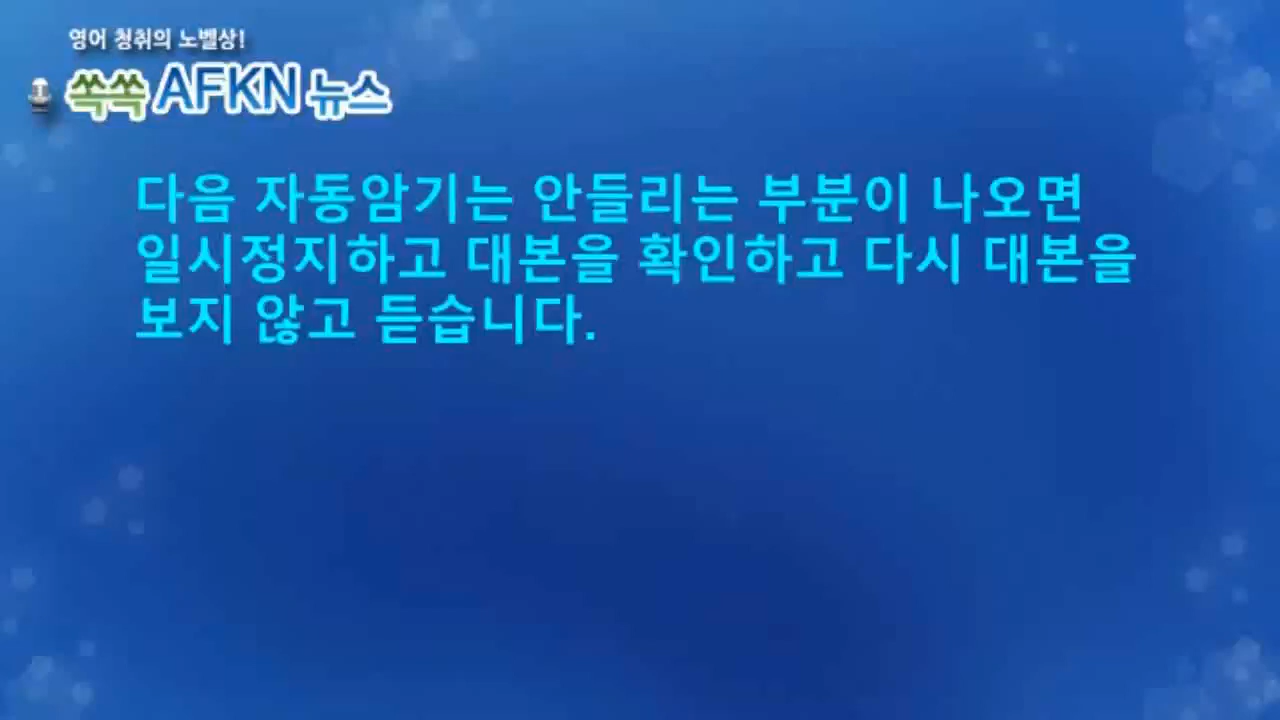 영어 청취의 노벨상!
쏙쏙 AFKN 뉴스
다음 자동암기는 안들리는 부분이 나오면
일시정지하고 대본을 확인하고 다시 대본을
보지 않고 듣습니다.